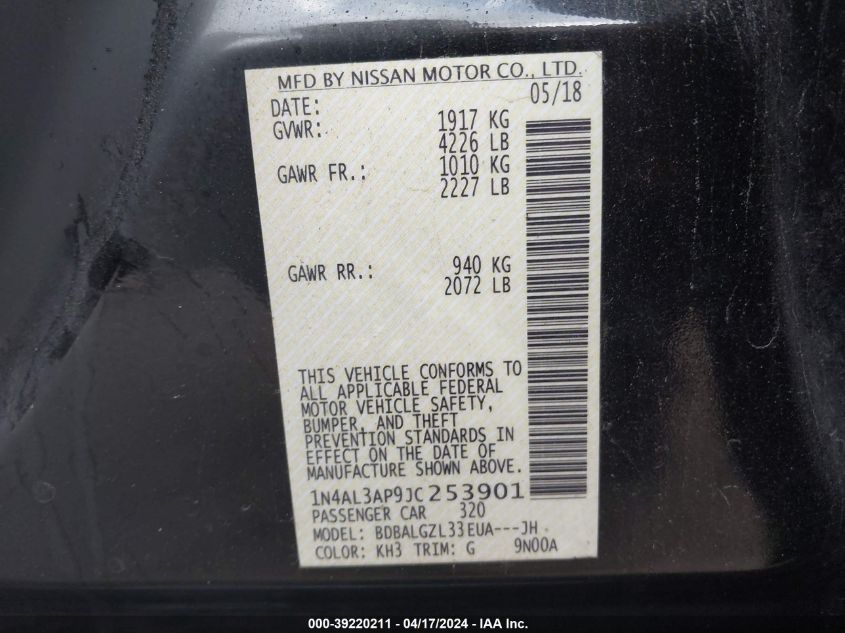 MFD BY NISSAN MOTOR CO., LTD.
DATE: 05/18
GVWR: 1917 KG
4226 LB
GAWR FR.: 1010 KG
2227 LB
GAWR RR.: 940 KG
2072 LB
THIS VEHICLE CONFORMS TO
ALL APPLICABLE FEDERAL
MOTOR VEHICLE SAFETY,
BUMPER, AND THEFT
PREVENTION STANDARDS IN
EFFECT ON THE DATE OF
MANUFACTURE SHOWN ABOVE.
1N4AL3AP9JC253901
PASSENGER CAR 320
MODEL: BDBALGZL33EUA---JH
COLOR: KH3 TRIM: G 9N00A
000-39220211 - 04/17/2024 - IAA Inc.